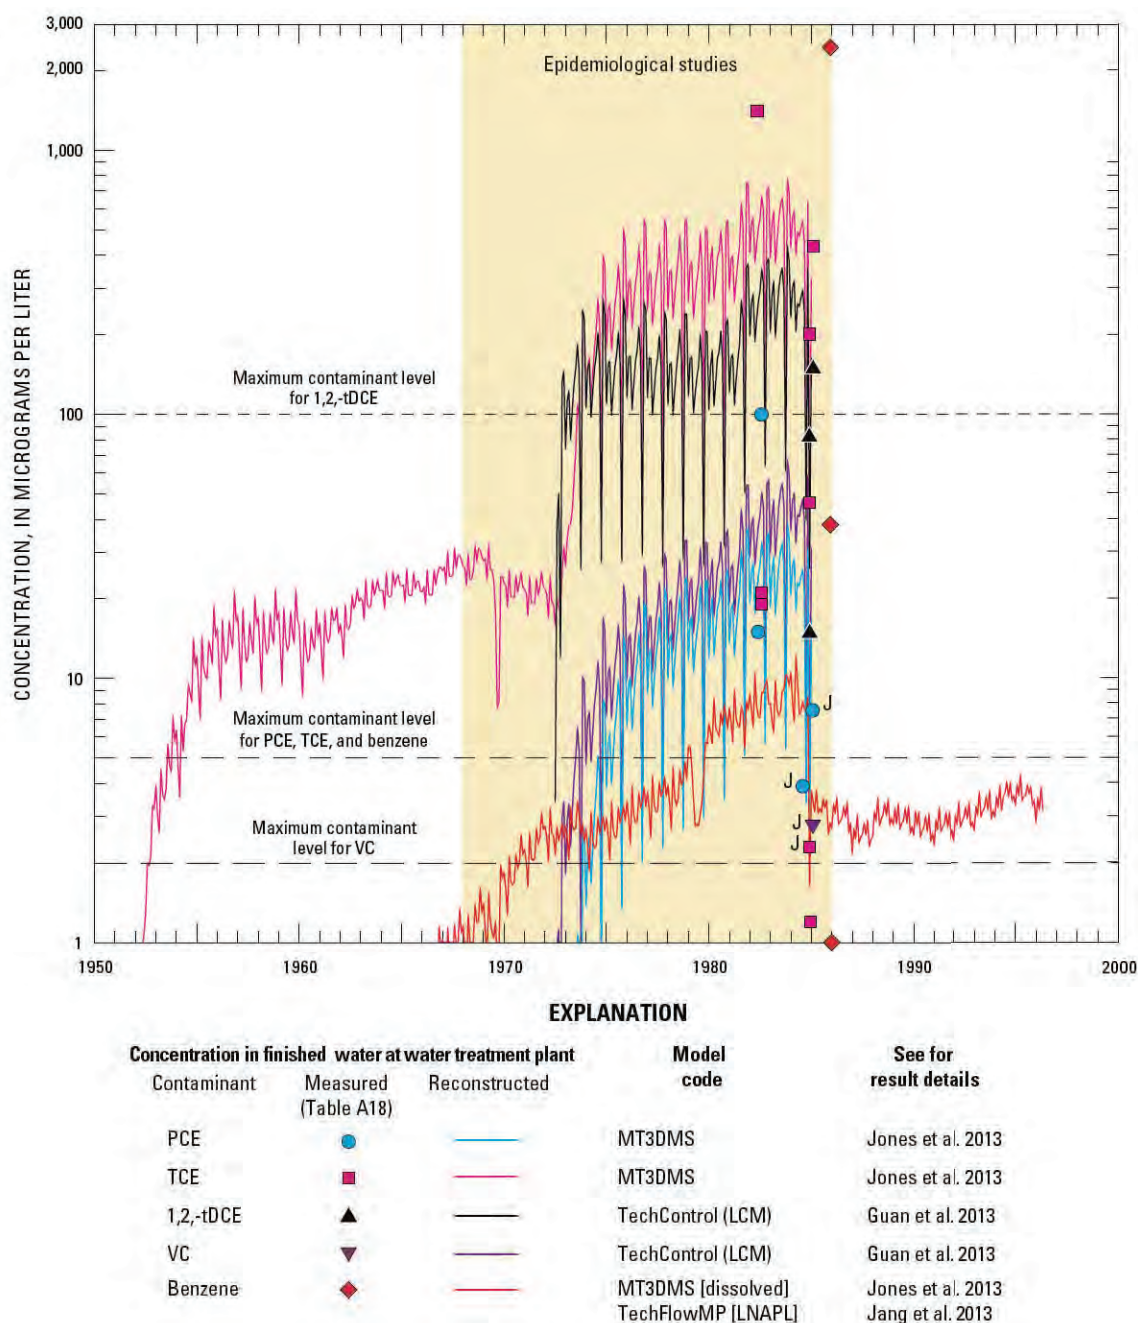 3,000
2,000
1,000
100
10
1
CONCENTRATION, IN MICROGRAMS PER LITER
Epidemiological studies
Maximum contaminant level
for 1,2,-tDCE
Maximum contaminant level
for PCE, TCE, and benzene
Maximum contaminant
level for VC
J
J
J
J
1950 1960 1970 1980 1990 2000
EXPLANATION
Concentration in finished water at water treatment plant Model See for
code result details
Contaminant Measured Reconstructed
(Table A18)
PCE MT3DMS Jones et al. 2013
TCE MT3DMS Jones et al. 2013
1,2,-tDCE TechControl (LCM) Guan et al. 2013
VC TechControl (LCM) Guan et al. 2013
Benzene MT3DMS [dissolved] Jones et al. 2013
TechFlowMP [LNAPL] Jang et al. 2013